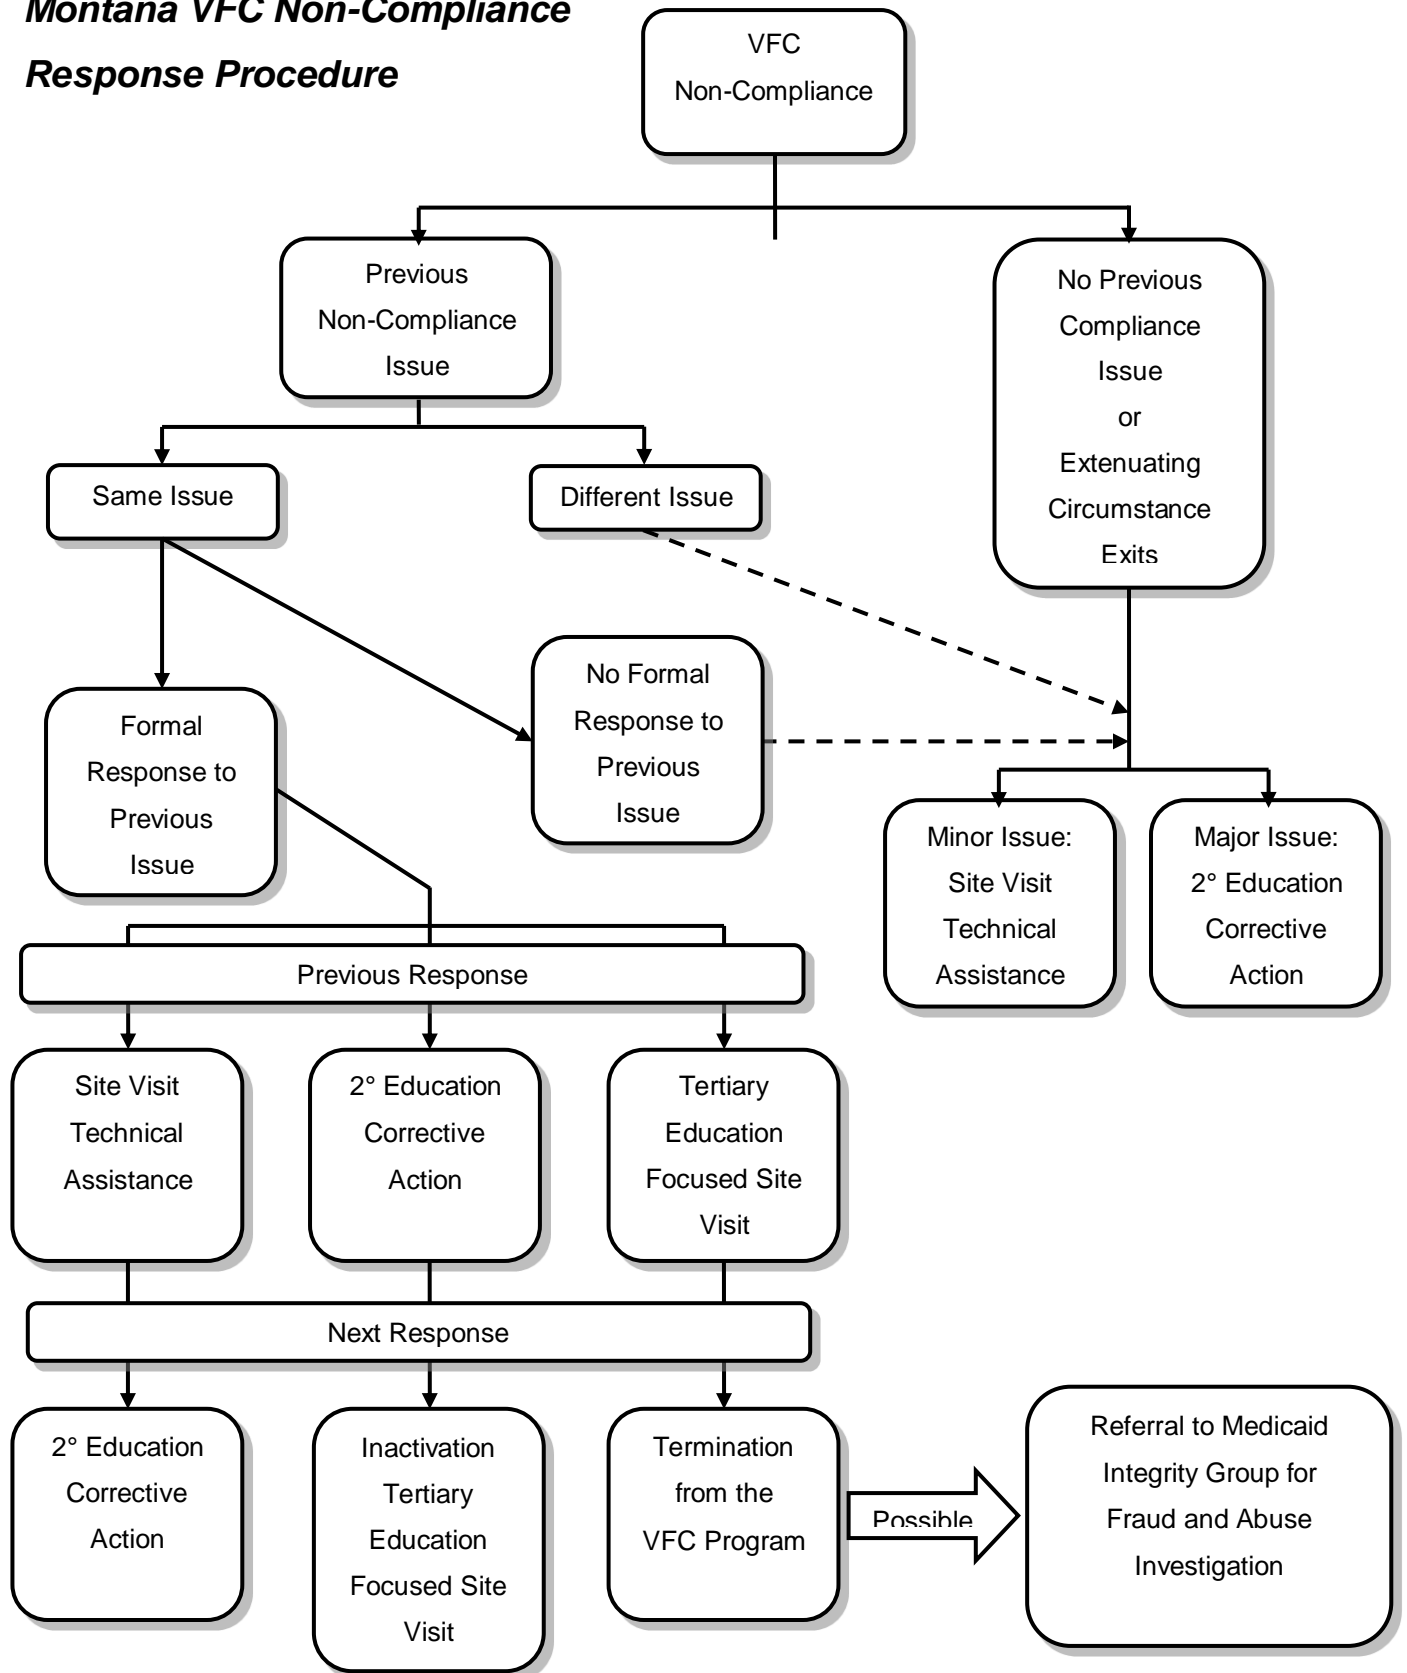 Montana VFC Non-Compliance
Response Procedure
VFC
Non-Compliance
Previous
Non-Compliance
Issue
No Previous
Compliance
Issue
or
Extenuating
Circumstance
Exits
Same Issue
Different Issue
Formal
Response to
Previous
Issue
No Formal
Response to
Previous
Issue
Minor Issue:
Site Visit
Technical
Assistance
Major Issue:
2° Education
Corrective
Action
Previous Response
Site Visit
Technical
Assistance
2° Education
Corrective
Action
Tertiary
Education
Focused Site
Visit
Next Response
2° Education
Corrective
Action
Inactivation
Tertiary
Education
Focused Site
Visit
Termination
from the
VFC Program
Possible
Referral to Medicaid
Integrity Group for
Fraud and Abuse
Investigation